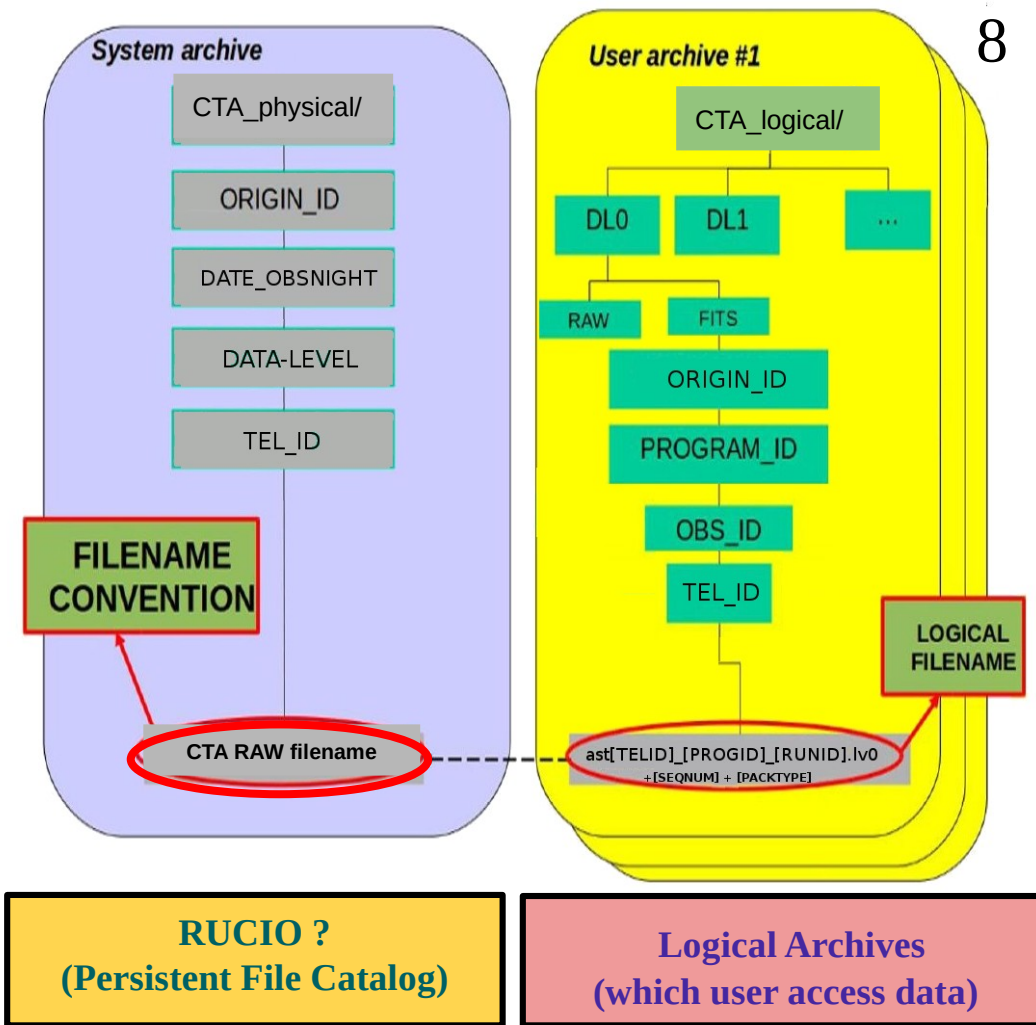 8
System archive
CTA_physical/
ORIGIN_ID
DATE_OBSNIGHT
DATA-LEVEL
TEL_ID
FILENAME
CONVENTION
CTA RAW filename
User archive #1
CTA_logical/
DL0
DL1
...
RAW
FITS
ORIGIN_ID
PROGRAM_ID
OBS_ID
TEL_ID
LOGICAL
FILENAME
ast[TELID]_[PROGID]_[RUNID].lv0
+[SEQNUM] + [PACKTYPE]
RUCIO ?
(Persistent File Catalog)
Logical Archives
(which user access data)